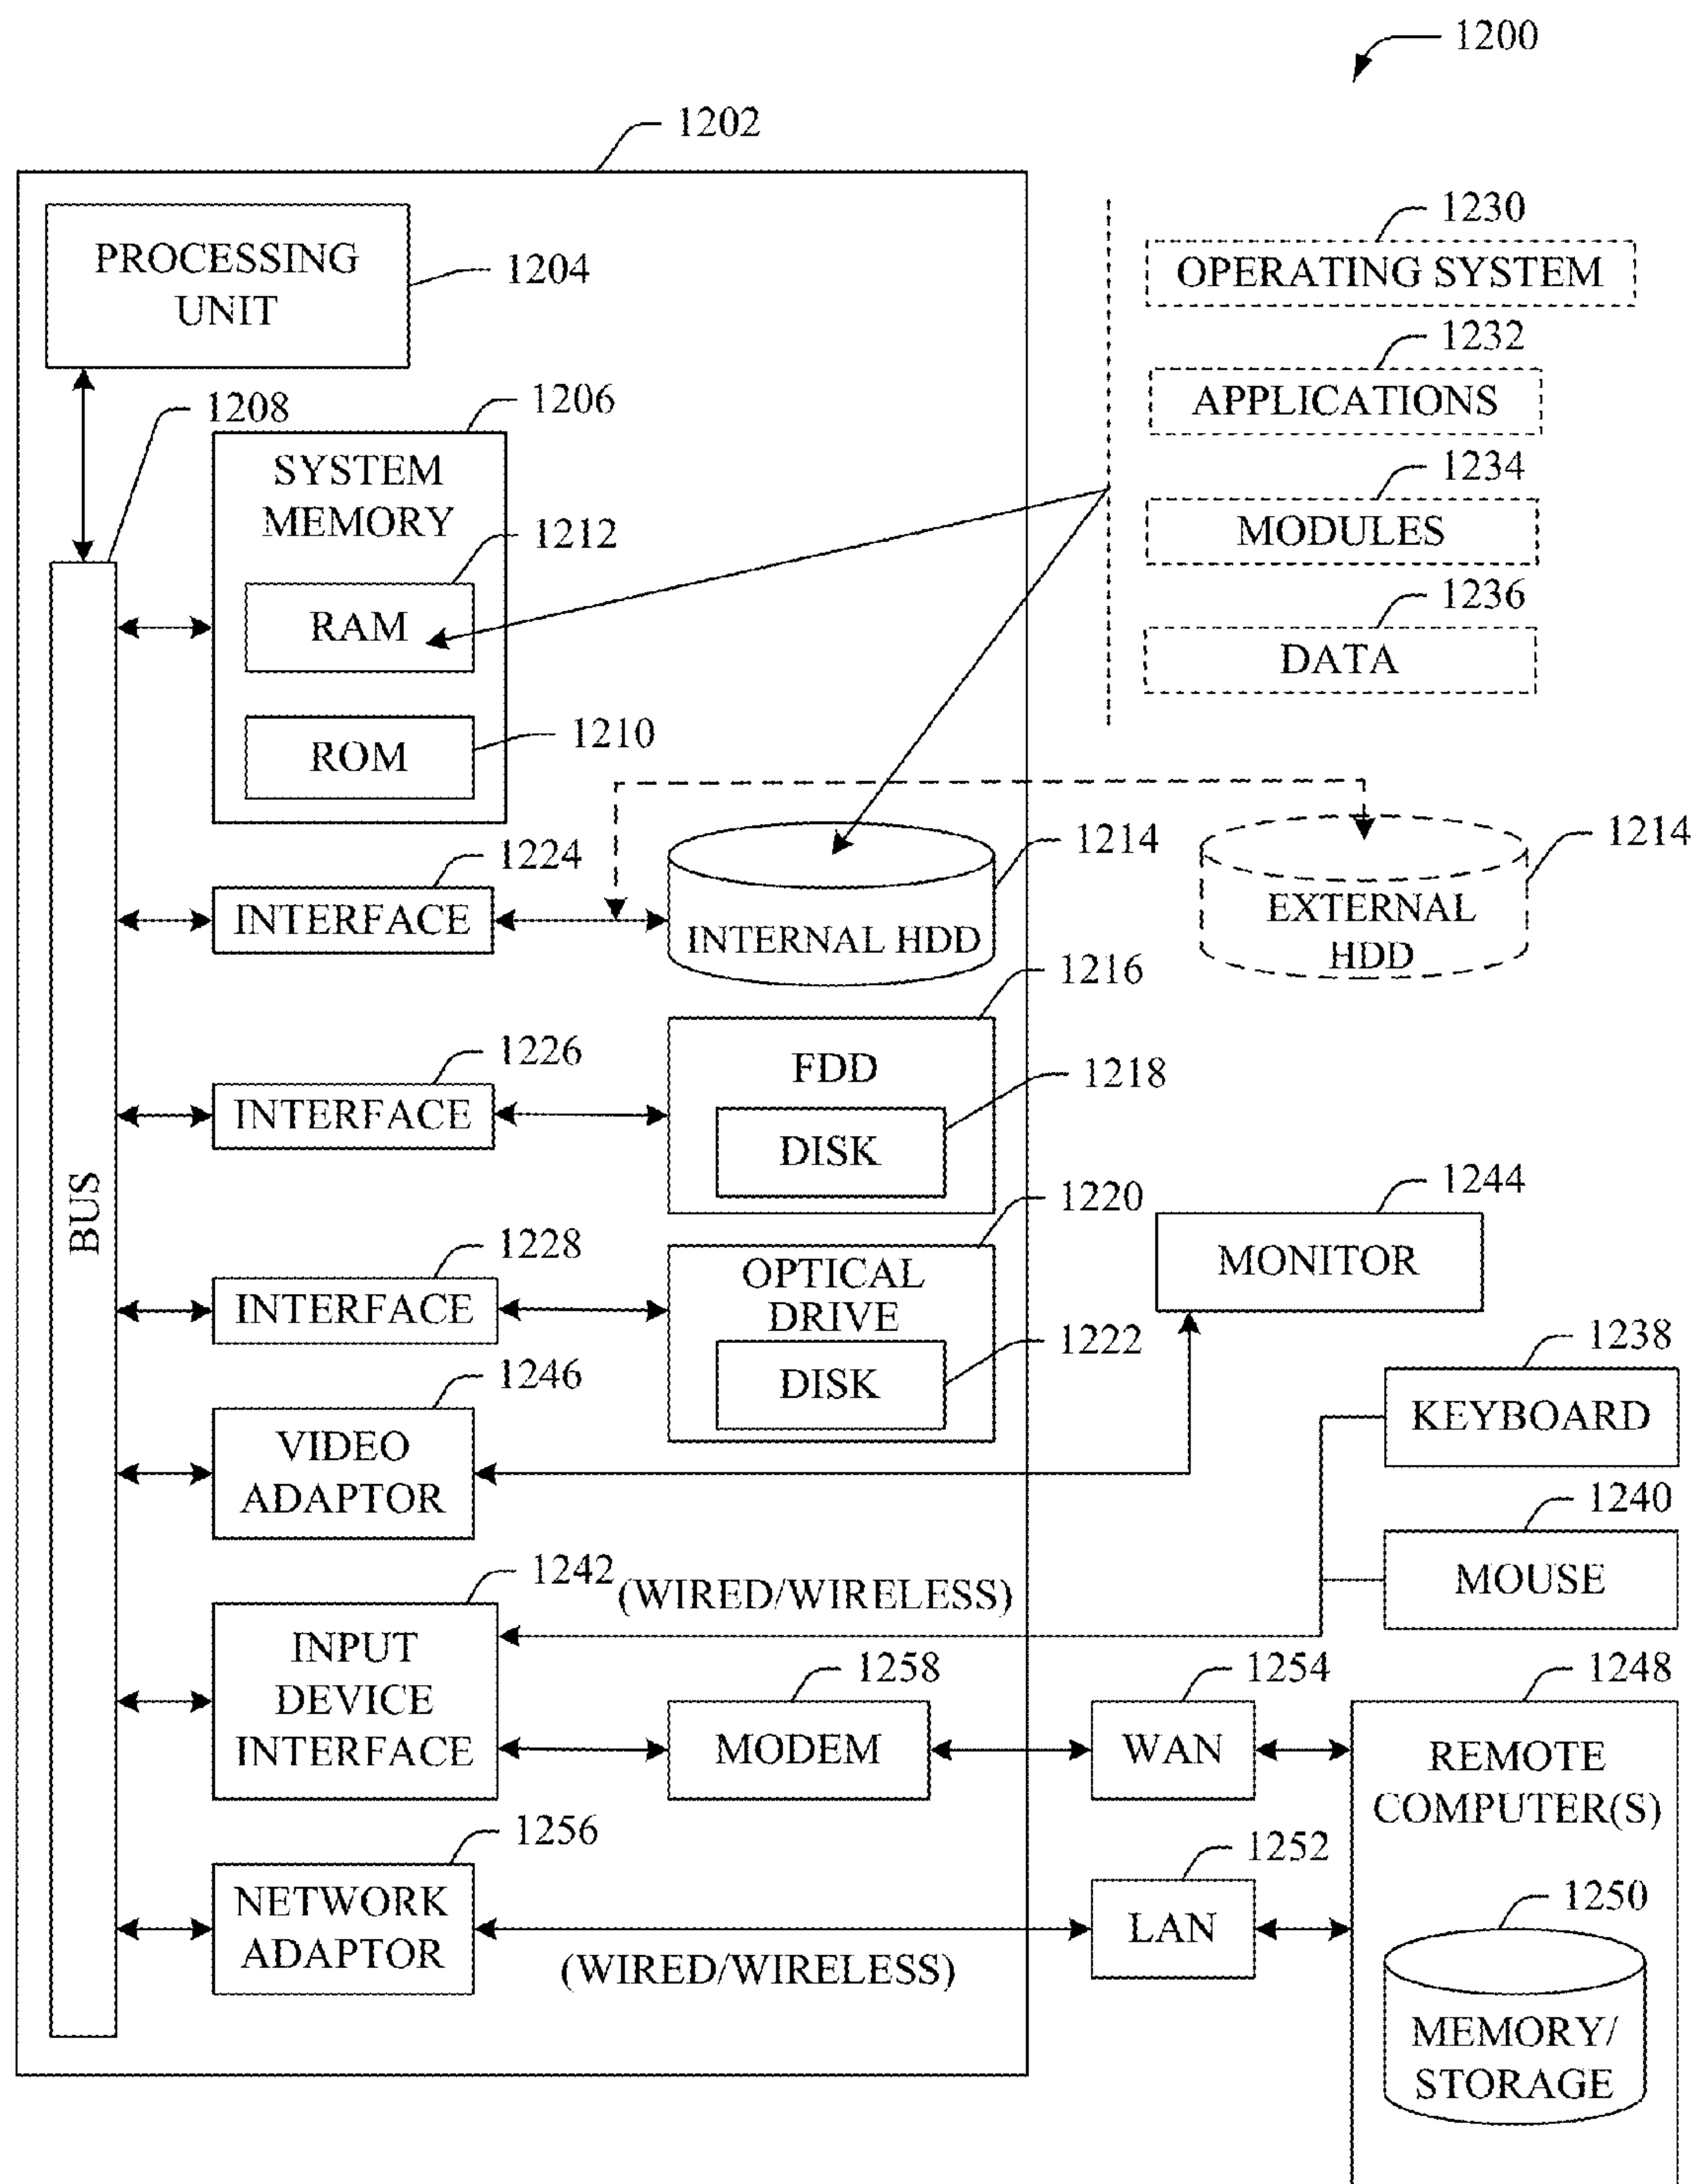 1200
1202
PROCESSING
UNIT
1204
1230
OPERATING SYSTEM
1232
APPLICATIONS
1234
MODULES
1236
DATA
1208
1206
SYSTEM
MEMORY
1212
RAM
1210
ROM
BUS
1224
INTERFACE
1214
INTERNAL HDD
1214
EXTERNAL
HDD
1226
INTERFACE
1216
FDD
1218
DISK
1228
INTERFACE
1220
OPTICAL
DRIVE
1222
DISK
1244
MONITOR
1246
VIDEO
ADAPTOR
1238
KEYBOARD
1240
MOUSE
1242
(WIRED/WIRELESS)
INPUT
DEVICE
INTERFACE
1258
MODEM
1254
WAN
1248
REMOTE
COMPUTER(S)
1256
NETWORK
ADAPTOR
(WIRED/WIRELESS)
1252
LAN
1250
MEMORY/
STORAGE